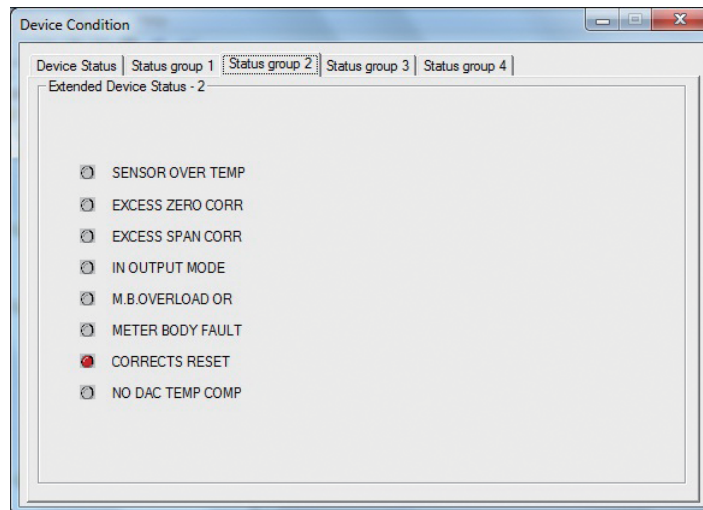 Device Condition
Device Status Status group 1 Status group 2 Status group 3 Status group 4
Extended Device Status - 2
SENSOR OVER TEMP
EXCESS ZERO CORR
EXCESS SPAN CORR
IN OUTPUT MODE
M.B.OVERLOAD OR
METER BODY FAULT
CORRECTS RESET
NO DAC TEMP COMP